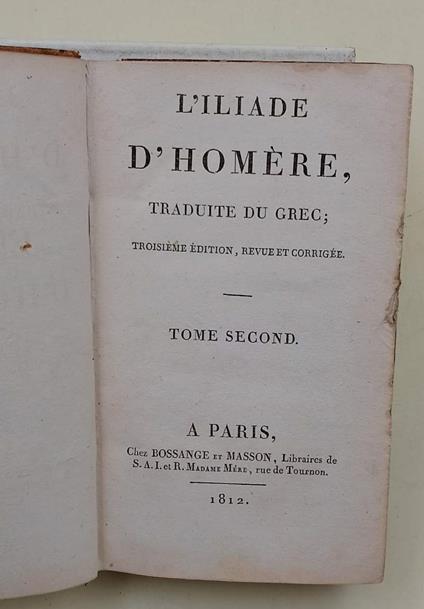 L'ILIADE
D'HOMÈRE,
TRADUITE DU GREC;
TROISIÈME ÉDITION, REVUE ET CORRIGÉE.
TOME SECOND.
A PARIS,
Chez BOSSANGE ET MASSON, Libraires de
S. A. I. et R. MADAME MÈRE, rue de Tournon.
1812.